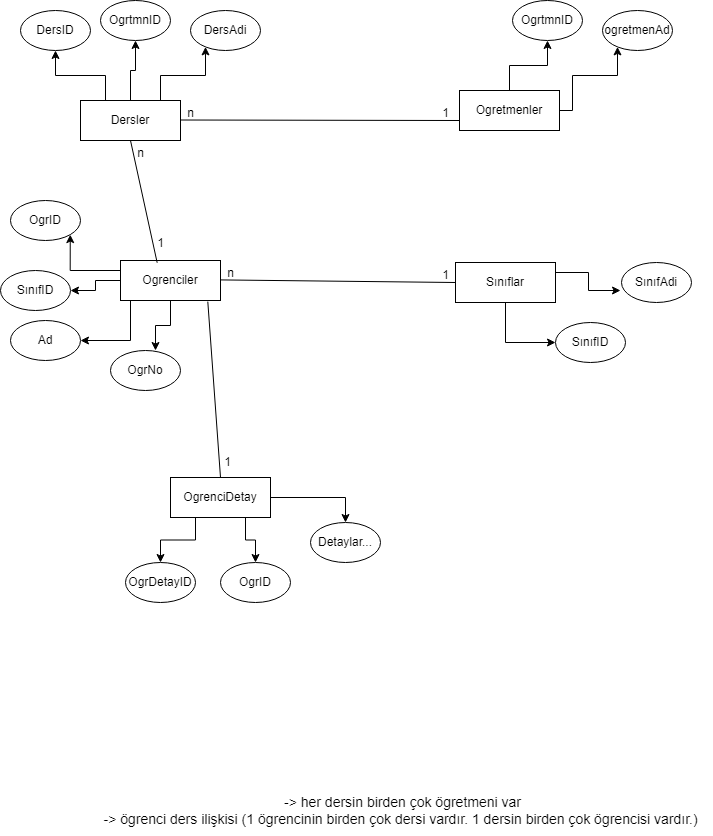 DersID
OgrtmnID
DersAdi
OgrtmnID
ogretmenAd
Dersler
n
1
Ogretmenler
n
1
OgrID
SınıfID
Ogrenciler
n
1
Sınıflar
SınıfAdi
Ad
OgrNo
SınıfID
1
OgrenciDetay
Detaylar...
OgrDetayID
OgrID
-> her dersin birden çok ögretmeni var
-> ögrenci ders ilişkisi (1 ögrencinin birden çok dersi vardır. 1 dersin birden çok ögrencisi vardır.)